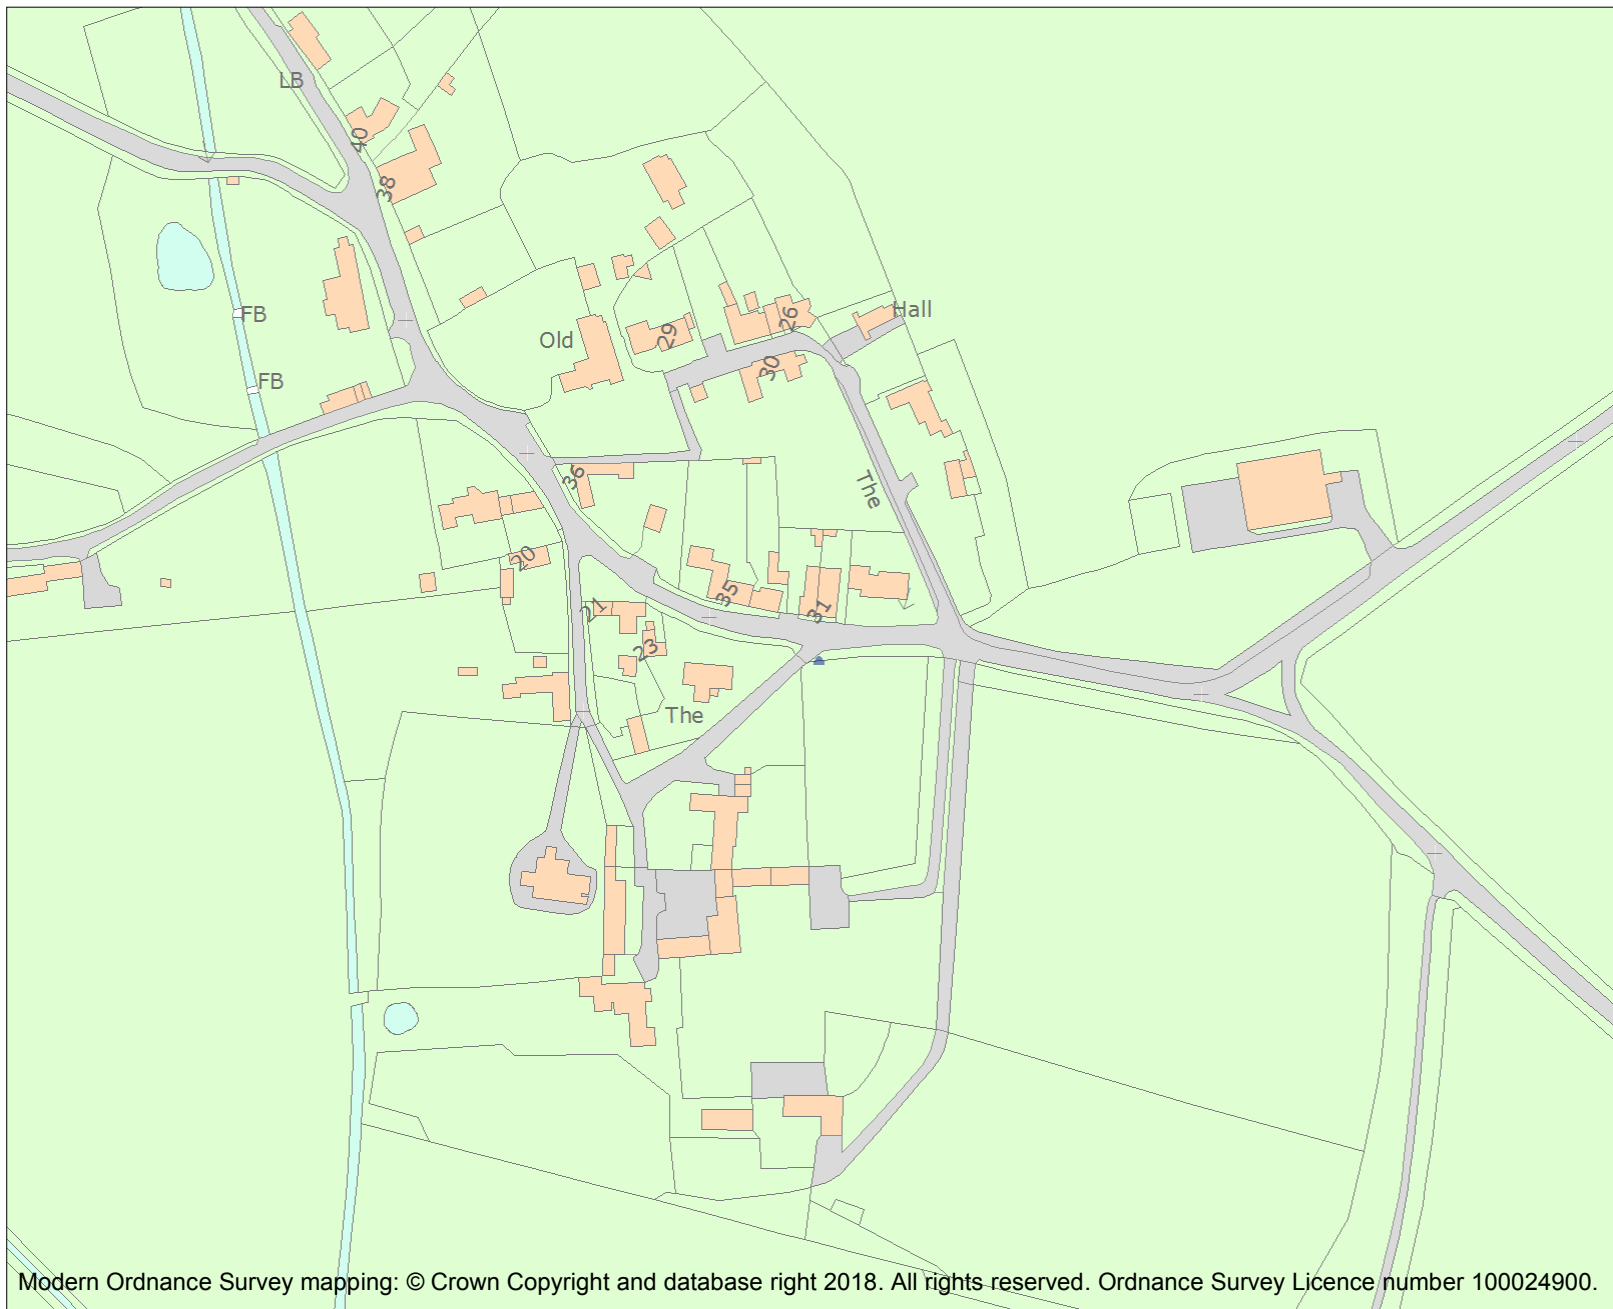 LB
40
38
FB
Hall
26
Old
29
30
FB
36
The
20
35
21
31
23
The
Modern Ordnance Survey mapping: © Crown Copyright and database right 2018. All rights reserved. Ordnance Survey Licence number 100024900.